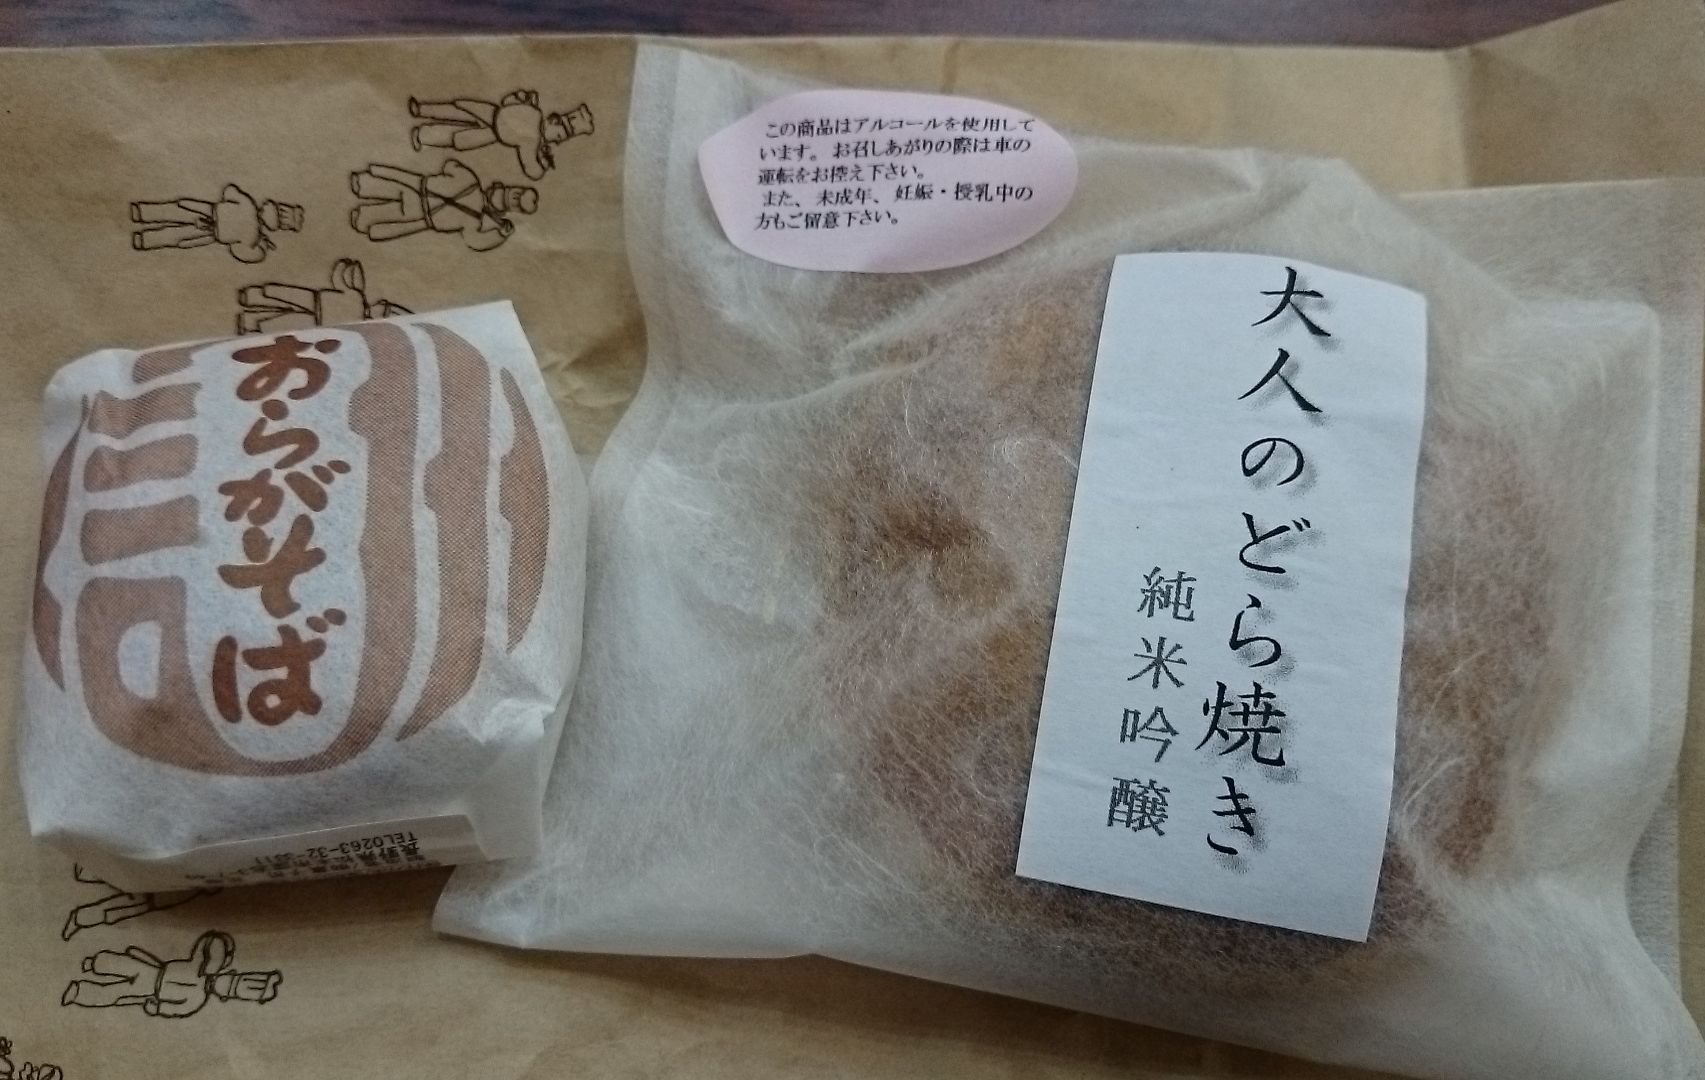 この商品はアルコールを使用して
います。お召しあがりの際は車の
運転をお控え下さい。
また、未成年、妊娠・授乳中の
方もご留意下さい。
大人のどら焼き
純米吟醸
おらがそば